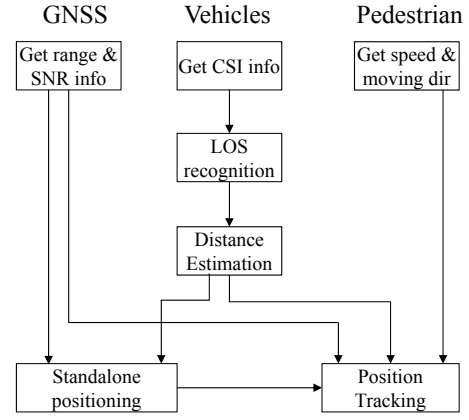 GNSS
Vehicles
Pedestrian
Get range &
SNR info
Get CSI info
Get speed &
moving dir
LOS
recognition
Distance
Estimation
Standalone
positioning
Position
Tracking